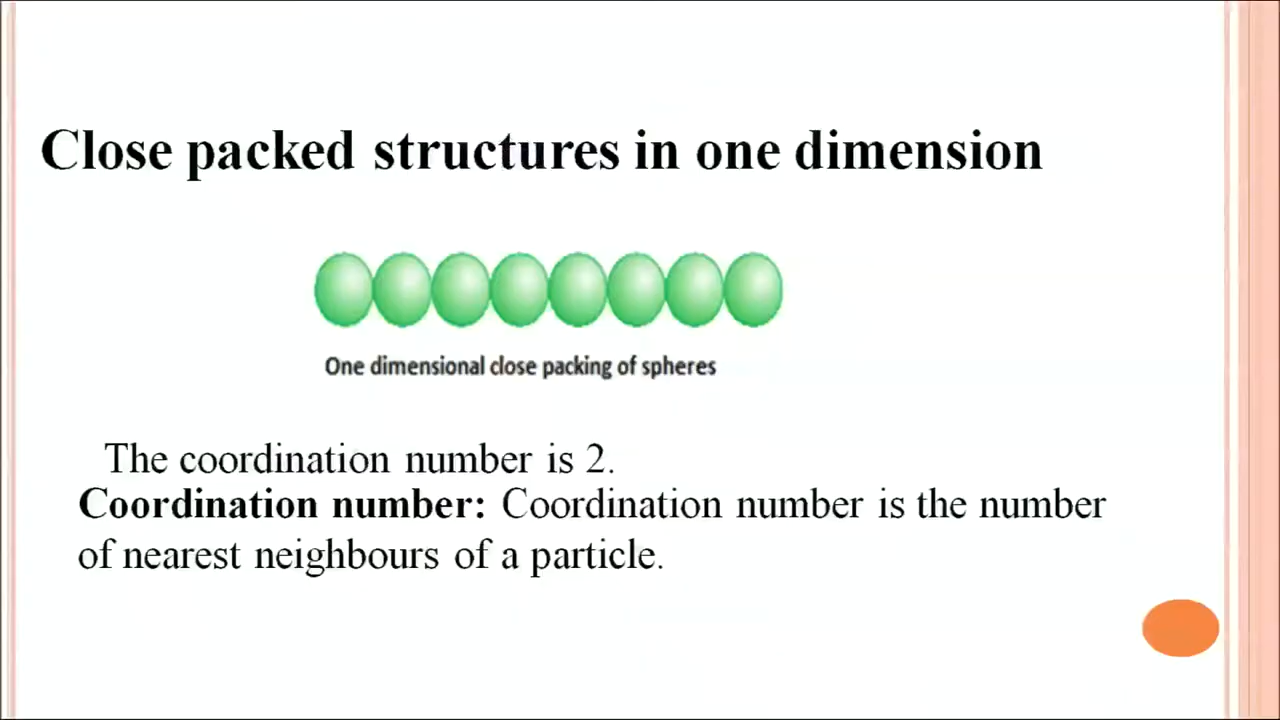 Close packed structures in one dimension
One dimensional close packing of spheres
The coordination number is 2.
Coordination number: Coordination number is the number
of nearest neighbours of a particle.